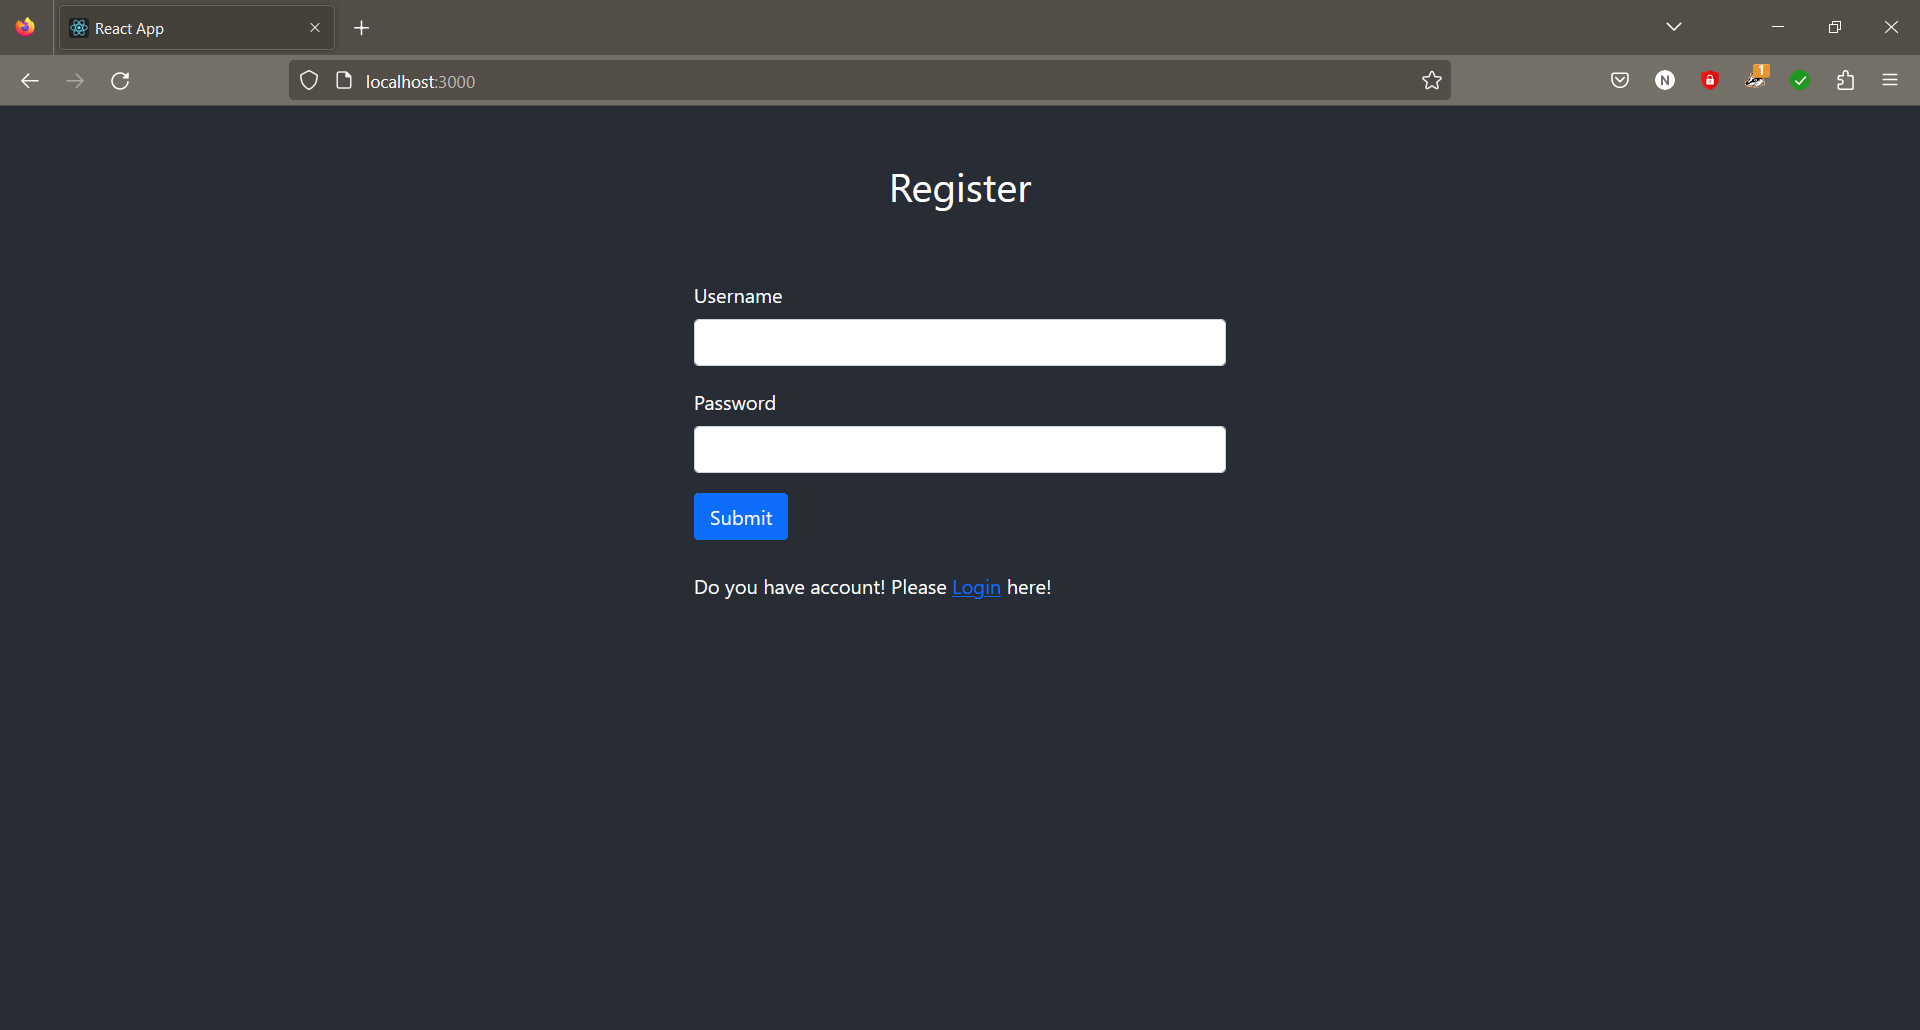 React App
localhost:3000
N
1
Register
Username
Password
Submit
Do you have account! Please Login here!